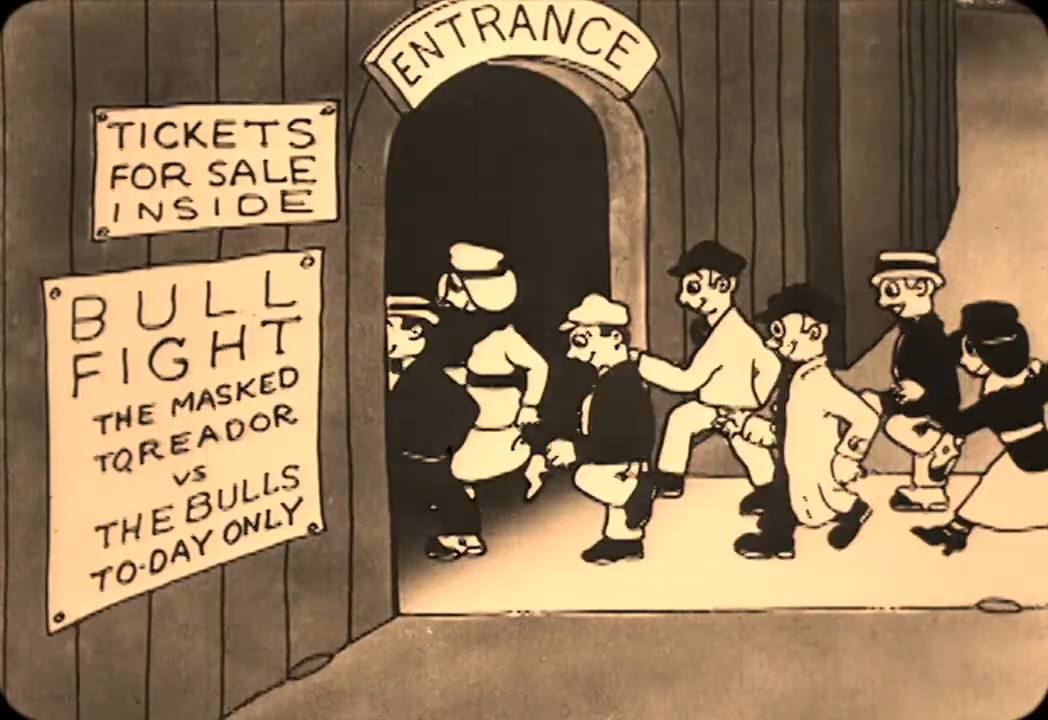 ENTRANCE
TICKETS
FOR SALE
INSIDE
BULL
FIGHT
THE MASKED
TOREADOR
VS
THE BULLS
TO-DAY ONLY